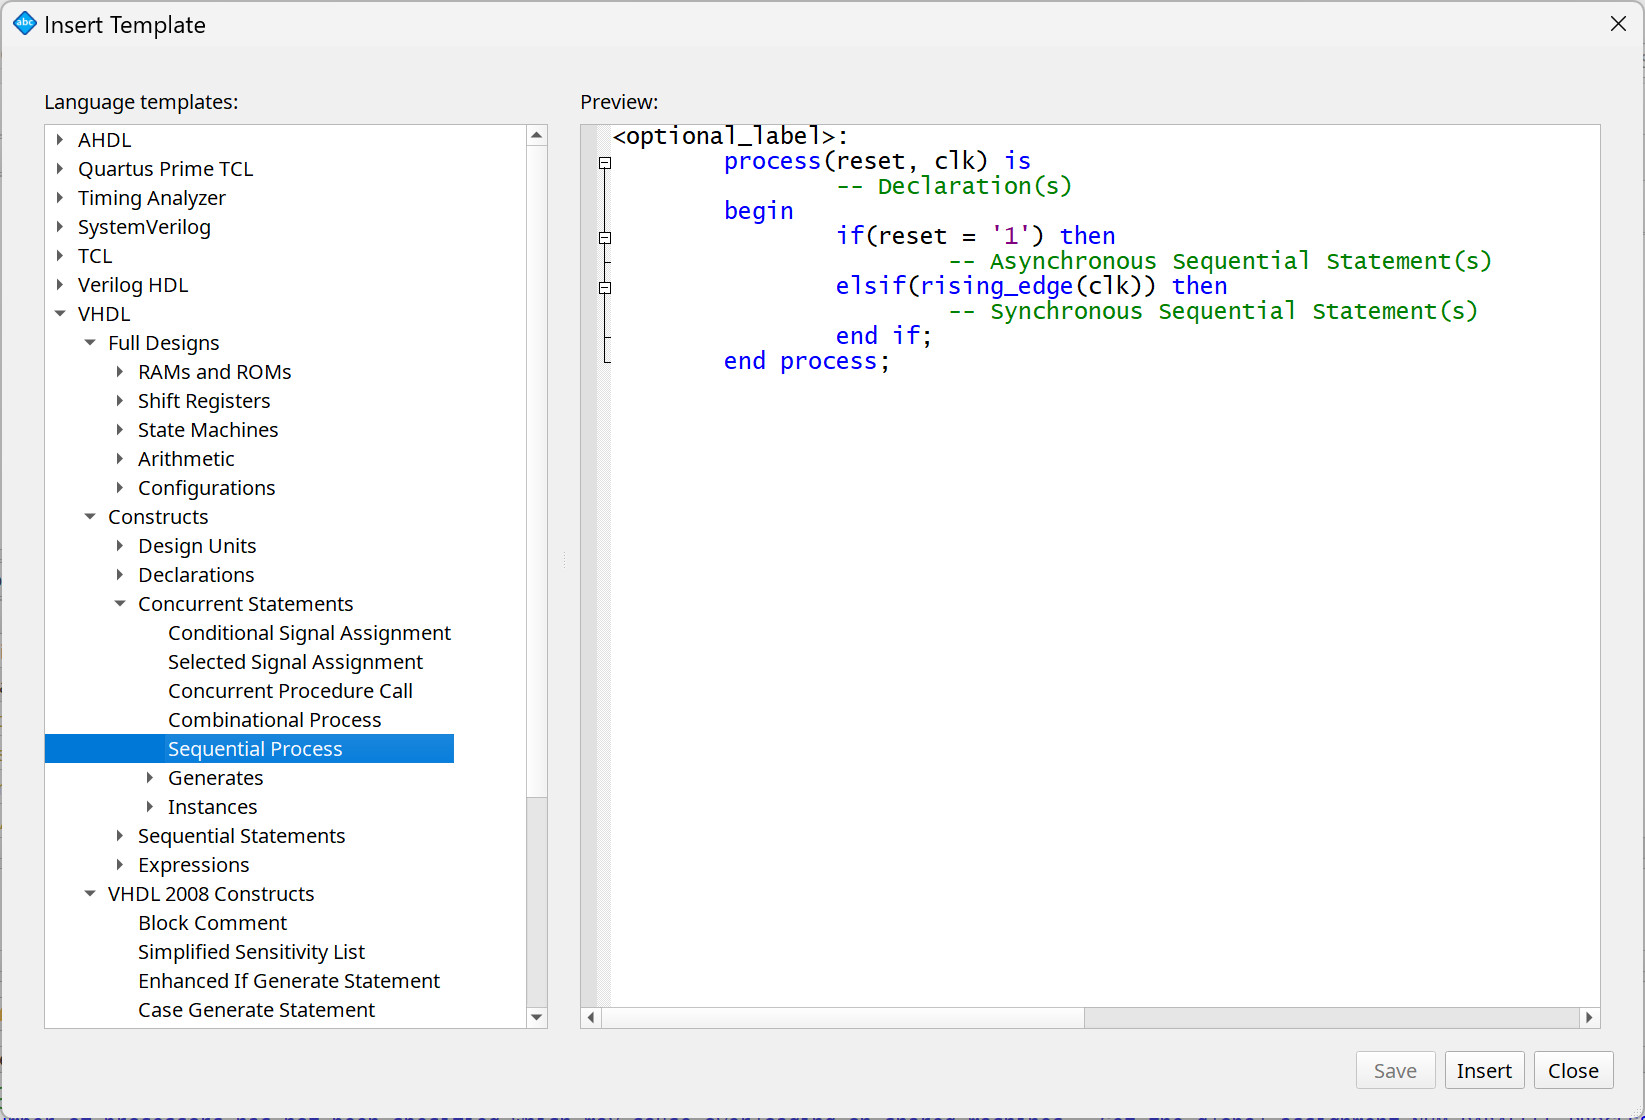 Insert Template
Language templates:
AHDL
Quartus Prime TCL
Timing Analyzer
SystemVerilog
TCL
Verilog HDL
VHDL
Full Designs
RAMs and ROMs
Shift Registers
State Machines
Arithmetic
Configurations
Constructs
Design Units
Declarations
Concurrent Statements
Conditional Signal Assignment
Selected Signal Assignment
Concurrent Procedure Call
Combinational Process
Sequential Process
Generates
Instances
Sequential Statements
Expressions
VHDL 2008 Constructs
Block Comment
Simplified Sensitivity List
Enhanced If Generate Statement
Case Generate Statement
Preview:
<optional_label>:
process(reset, clk) is
-- Declaration(s)
begin
if(reset = '1') then
-- Asynchronous Sequential Statement(s)
elsif(rising_edge(clk)) then
-- Synchronous Sequential Statement(s)
end if;
end process;
Save
Insert
Close